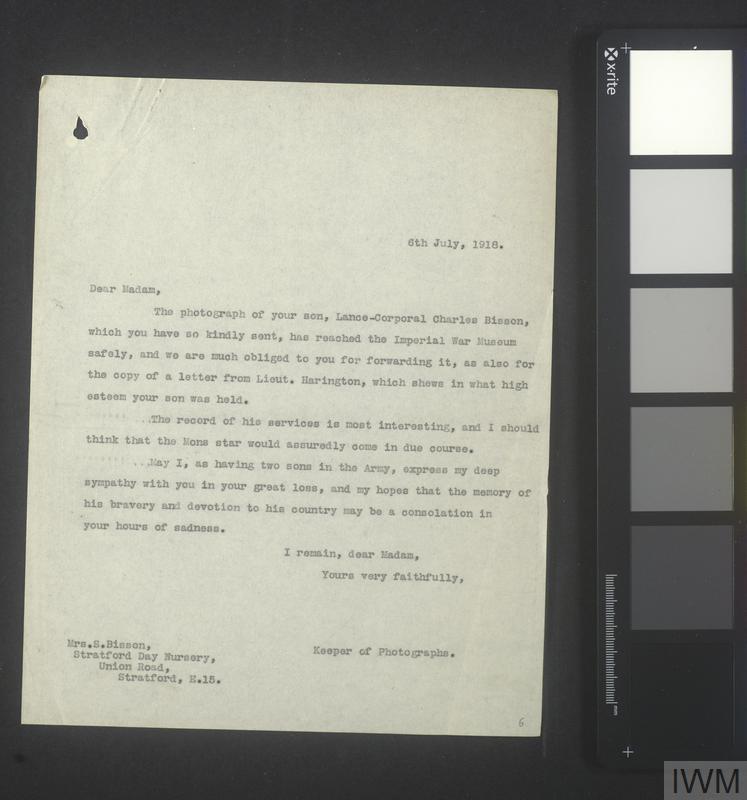 6th July, 1918.
Dear Madam,
The photograph of your son, Lance-Corporal Charles Bisson,
which you have so kindly sent, has reached the Imperial War Museum
safely, and we are much obliged to you for forwarding it, as also for
the copy of a letter from Lieut. Harington, which shews in what high
esteem your son was held.
...The record of his services is most interesting, and I should
think that the Mons star would assuredly come in due course.
...May I, as having two sons in the Army, express my deep
sympathy with you in your great loss, and my hopes that the memory of
his bravery and devotion to his country may be a consolation in
your hours of sadness.
I remain, dear Madam,
Yours very faithfully,
Keeper of Photographs.
Mrs.S.Bisson,
Stratford Day Nursery,
Union Road,
Stratford, E.15.
6
x-rite
mm
IWM